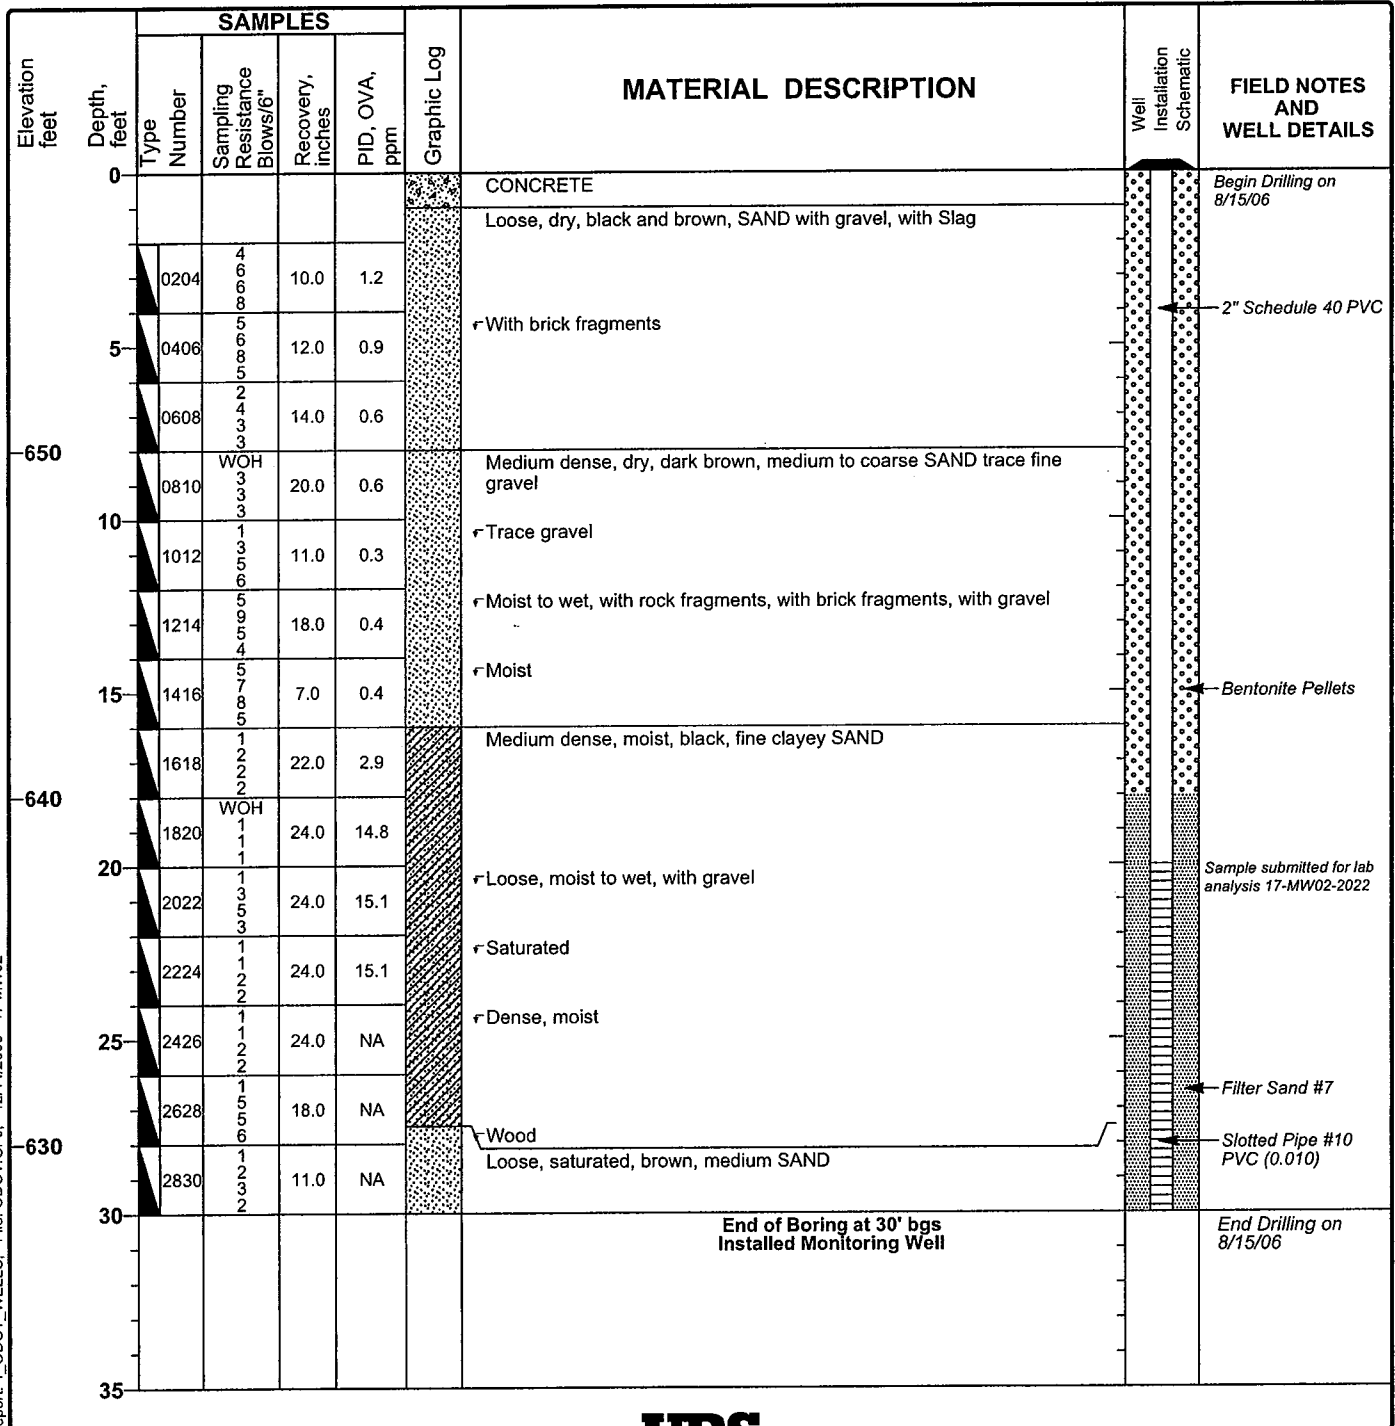 SAMPLES
Elevation
feet
Depth,
feet
Type
Number
Sampling
Resistance
Blows/6"
Recovery,
inches
PID, OVA,
ppm
Graphic Log
MATERIAL DESCRIPTION
Well
Installation
Schematic
FIELD NOTES
AND
WELL DETAILS
0
CONCRETE
Begin Drilling on
8/15/06
Loose, dry, black and brown, SAND with gravel, with Slag
0204 4 6 6 8 10.0 1.2
2" Schedule 40 PVC
With brick fragments
5 0406 5 6 8 5 12.0 0.9
0608 2 4 3 3 14.0 0.6
650
Medium dense, dry, dark brown, medium to coarse SAND trace fine
gravel
0810 WOH 3 3 3 20.0 0.6
10
Trace gravel
1012 1 3 5 6 11.0 0.3
Moist to wet, with rock fragments, with brick fragments, with gravel
1214 5 9 5 4 18.0 0.4
Moist
15 1416 5 7 8 5 7.0 0.4
Bentonite Pellets
Medium dense, moist, black, fine clayey SAND
1618 1 2 2 2 22.0 2.9
640
1820 WOH 1 1 1 24.0 14.8
20
Sample submitted for lab
analysis 17-MW02-2022
Loose, moist to wet, with gravel
2022 1 3 5 3 24.0 15.1
Saturated
2224 1 1 2 2 24.0 15.1
Dense, moist
25 2426 1 1 2 2 24.0 NA
Filter Sand #7
2628 1 5 5 6 18.0 NA
Wood
630
Slotted Pipe #10
PVC (0.010)
Loose, saturated, brown, medium SAND
2830 1 2 3 2 11.0 NA
30
End of Boring at 30' bgs
Installed Monitoring Well
End Drilling on
8/15/06
35
URS